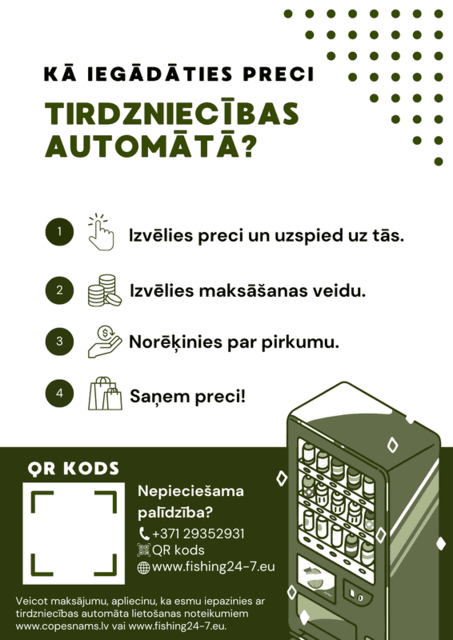 KĀ IEGĀDĀTIES PRECI
TIRDZNIECĪBAS
AUTOMĀTĀ?
1
Izvēlies preci un uzspied uz tās.
2
Izvēlies maksāšanas veidu.
3
Norēķinies par pirkumu.
4
Saņem preci!
QR KODS
Nepieciešama
palīdzība?
+371 29352931
QR kods
www.fishing24-7.eu
Veicot maksājumu, apliecinu, ka esmu iepazinies ar
tirdzniecības automāta lietošanas noteikumiem
www.copesnams.lv vai www.fishing24-7.eu.